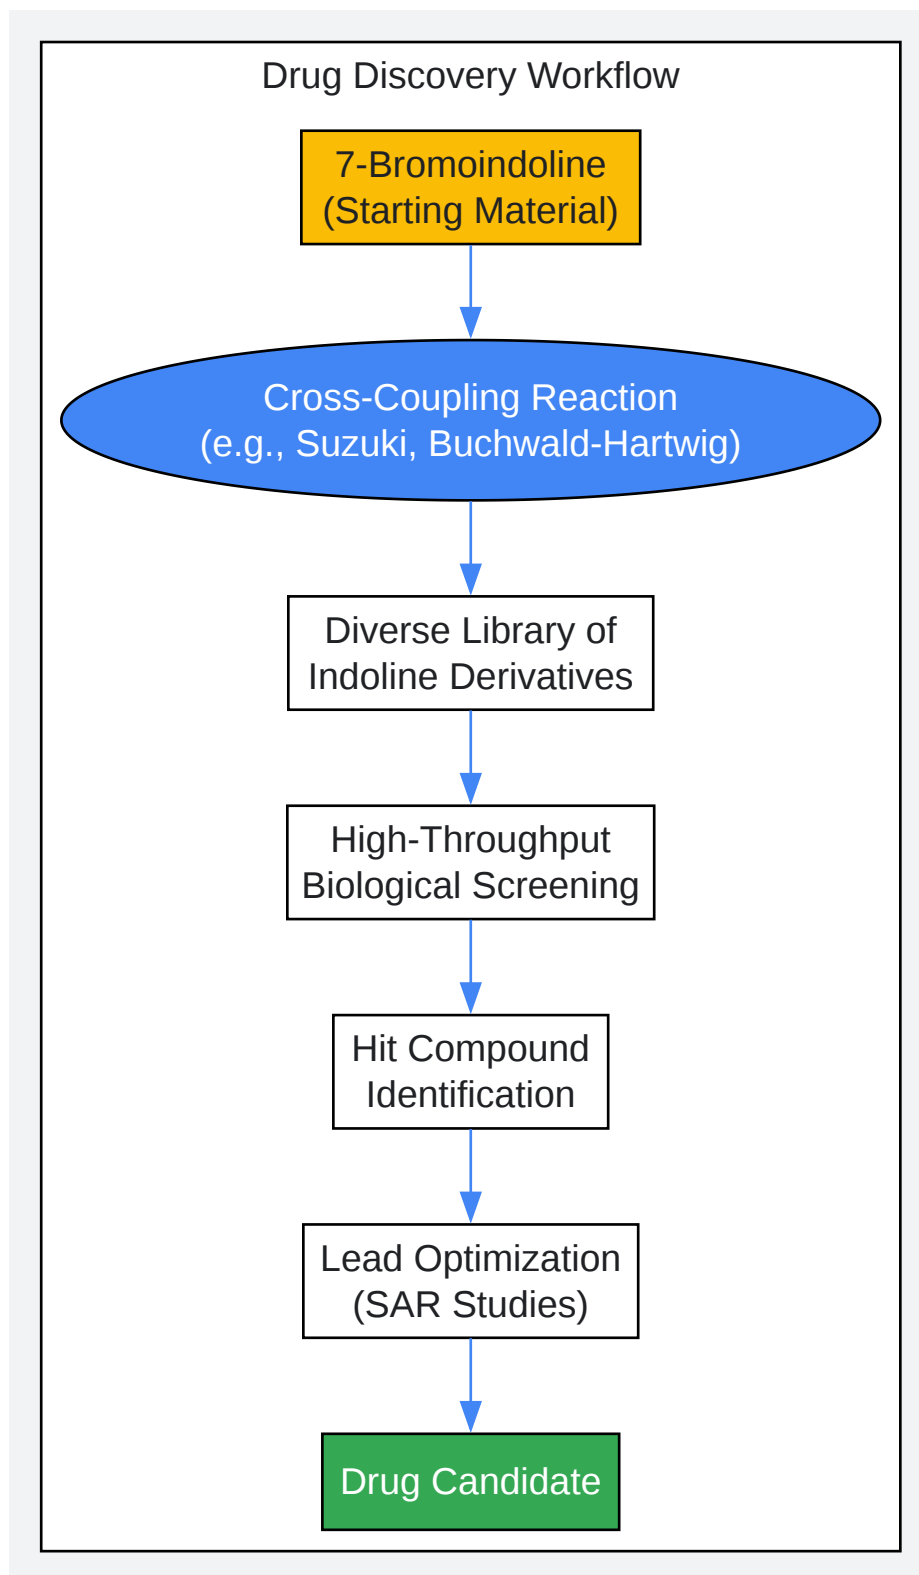 Drug Discovery Workflow
7-Bromoindoline
(Starting Material)
Cross-Coupling Reaction
(e.g., Suzuki, Buchwald-Hartwig)
Diverse Library of
Indoline Derivatives
High-Throughput
Biological Screening
Hit Compound
Identification
Lead Optimization
(SAR Studies)
Drug Candidate